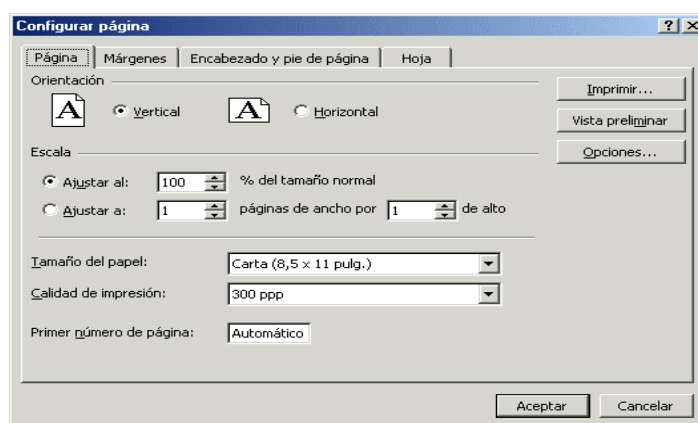 Configurar página
Página Márgenes Encabezado y pie de página Hoja
Orientación
A Vertical A Horizontal
Imprimir...
Vista preliminar
Opciones...
Escala
Ajustar al: 100 % del tamaño normal
Ajustar a: 1 páginas de ancho por 1 de alto
Tamaño del papel: Carta (8,5 x 11 pulg.)
Calidad de impresión: 300 ppp
Primer número de página: Automático
Aceptar Cancelar